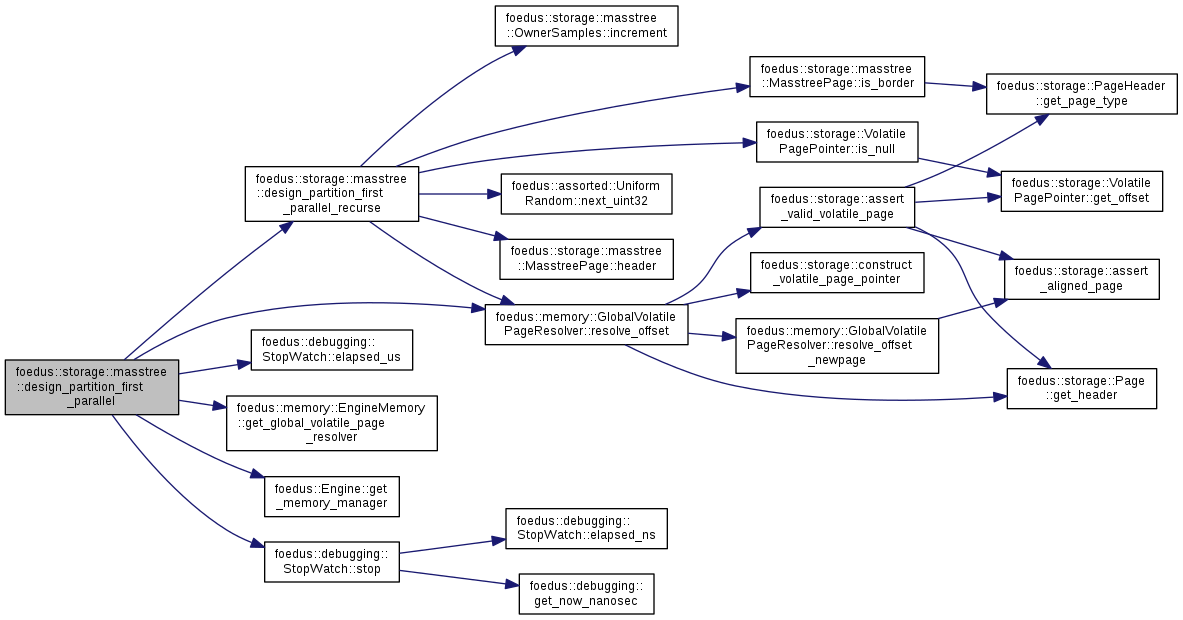 foedus::storage::masstree
::design_partition_first
_parallel
foedus::storage::masstree
::design_partition_first
_parallel_recurse
foedus::debugging::
StopWatch::elapsed_us
foedus::memory::EngineMemory
::get_global_volatile_page
_resolver
foedus::Engine::get
_memory_manager
foedus::debugging::
StopWatch::stop
foedus::storage::masstree
::OwnerSamples::increment
foedus::assorted::Uniform
Random::next_uint32
foedus::storage::masstree
::MasstreePage::header
foedus::memory::GlobalVolatile
PageResolver::resolve_offset
foedus::debugging::
StopWatch::elapsed_ns
foedus::debugging::
get_now_nanosec
foedus::storage::masstree
::MasstreePage::is_border
foedus::storage::Volatile
PagePointer::is_null
foedus::storage::assert
_valid_volatile_page
foedus::storage::construct
_volatile_page_pointer
foedus::memory::GlobalVolatile
PageResolver::resolve_offset
_newpage
foedus::storage::PageHeader
::get_page_type
foedus::storage::Volatile
PagePointer::get_offset
foedus::storage::assert
_aligned_page
foedus::storage::Page
::get_header